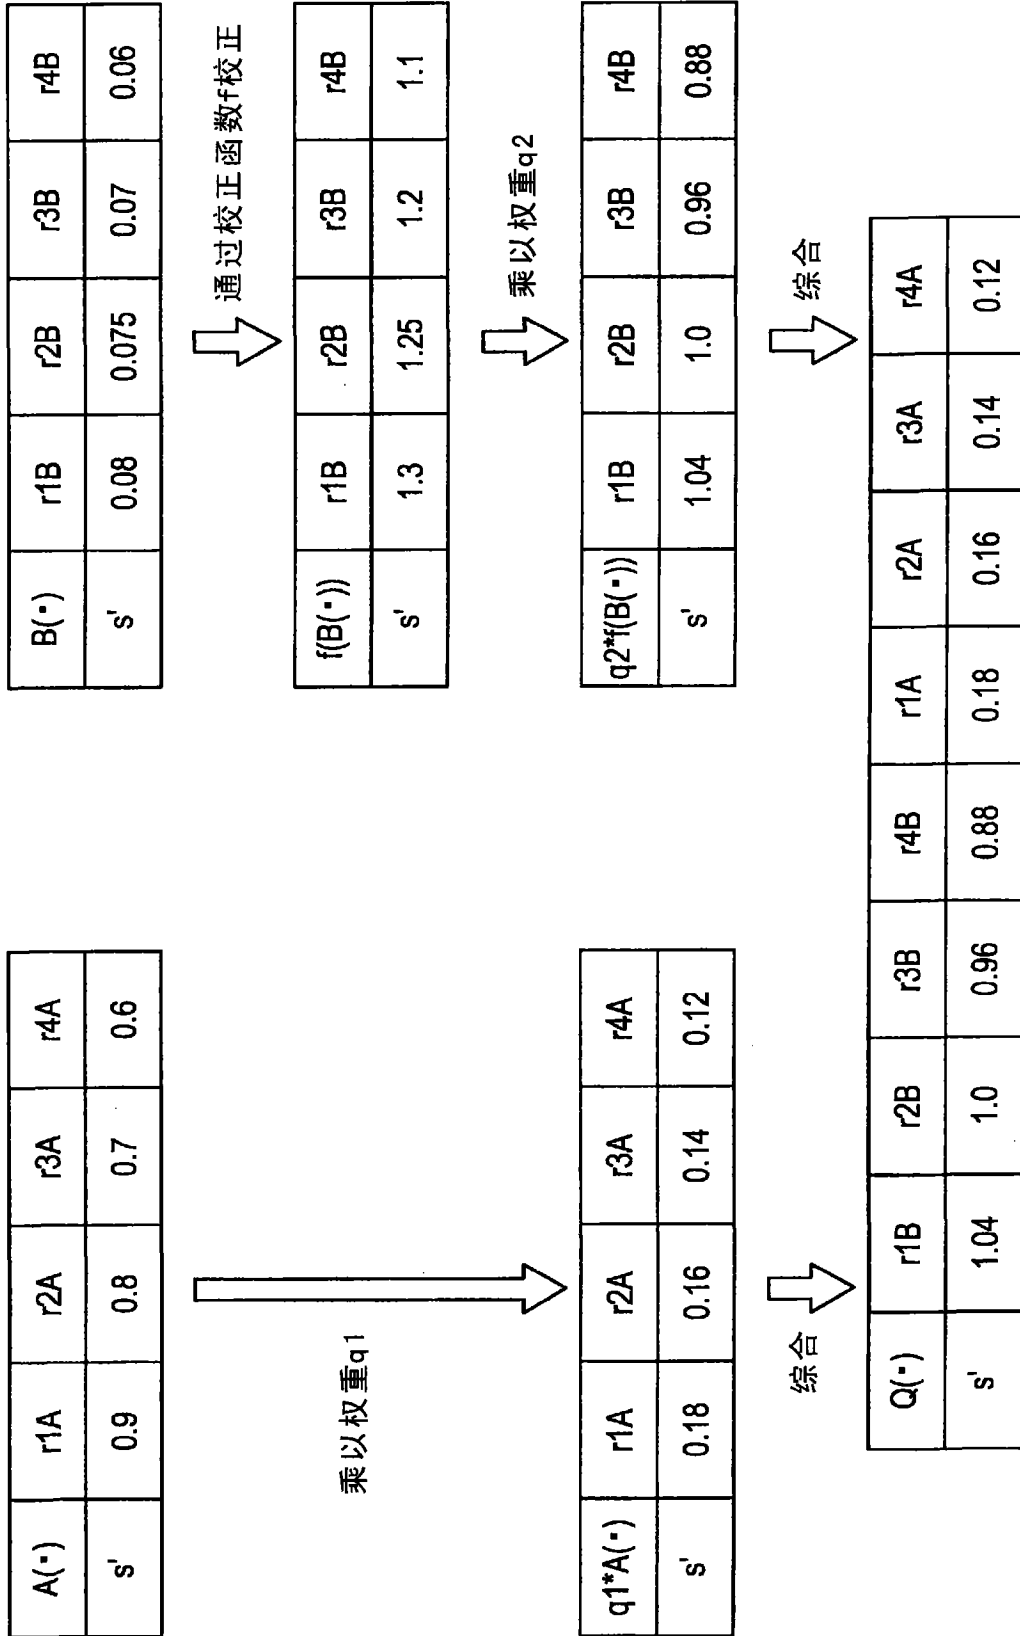 A(·) r1A r2A r3A r4A
s' 0.9 0.8 0.7 0.6
乘以权重q1
q1*A(·) r1A r2A r3A r4A
s' 0.18 0.16 0.14 0.12
综合
B(·) r1B r2B r3B r4B
s' 0.08 0.075 0.07 0.06
通过校正函数f校正
f(B(·)) r1B r2B r3B r4B
s' 1.3 1.25 1.2 1.1
乘以权重q2
q2*f(B(·)) r1B r2B r3B r4B
s' 1.04 1.0 0.96 0.88
综合
Q(·) r1B r2B r3B r4B r1A r2A r3A r4A
s' 1.04 1.0 0.96 0.88 0.18 0.16 0.14 0.12